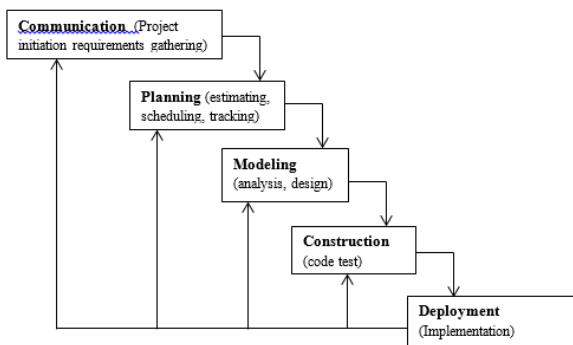 Communication (Project
initiation requirements gathering)
Planning (estimating,
scheduling, tracking)
Modeling
(analysis, design)
Construction
(code test)
Deployment
(Implementation)